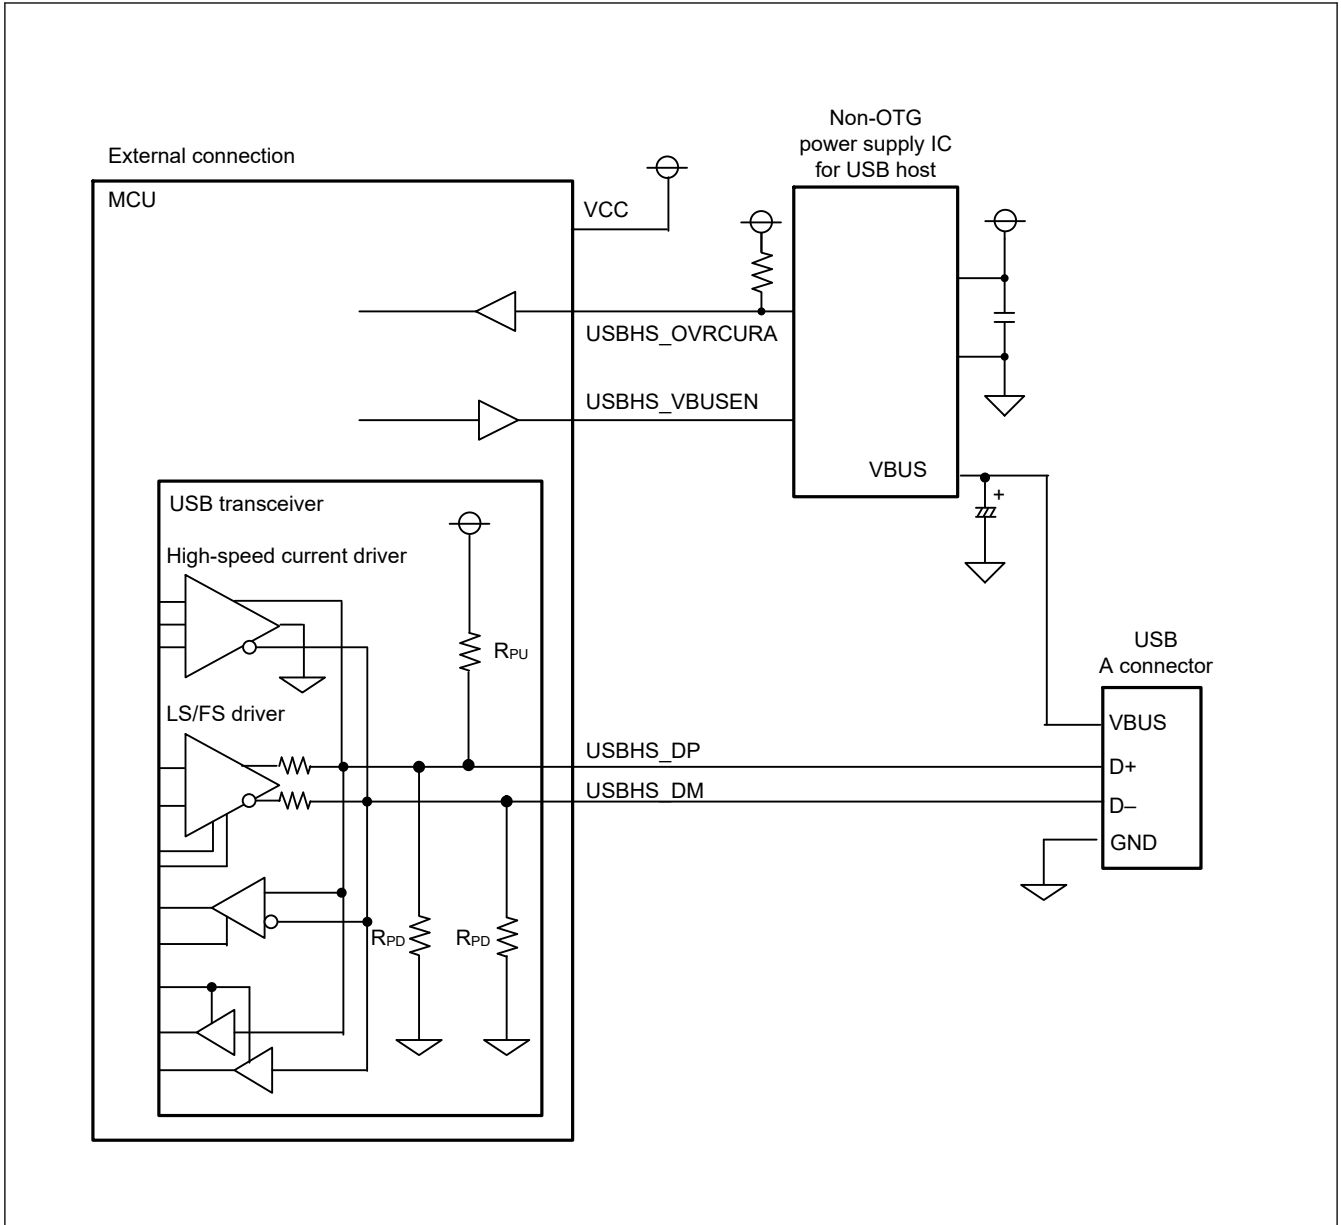 Non-OTG
power supply IC
for USB host
External connection
MCU
VCC
USBHS_OVRCURA
USBHS_VBUSEN
VBUS
+
USB transceiver
High-speed current driver
RPU
USB
A connector
LS/FS driver
VBUS
USBHS_DP
D+
USBHS_DM
D–
GND
RPD
RPD